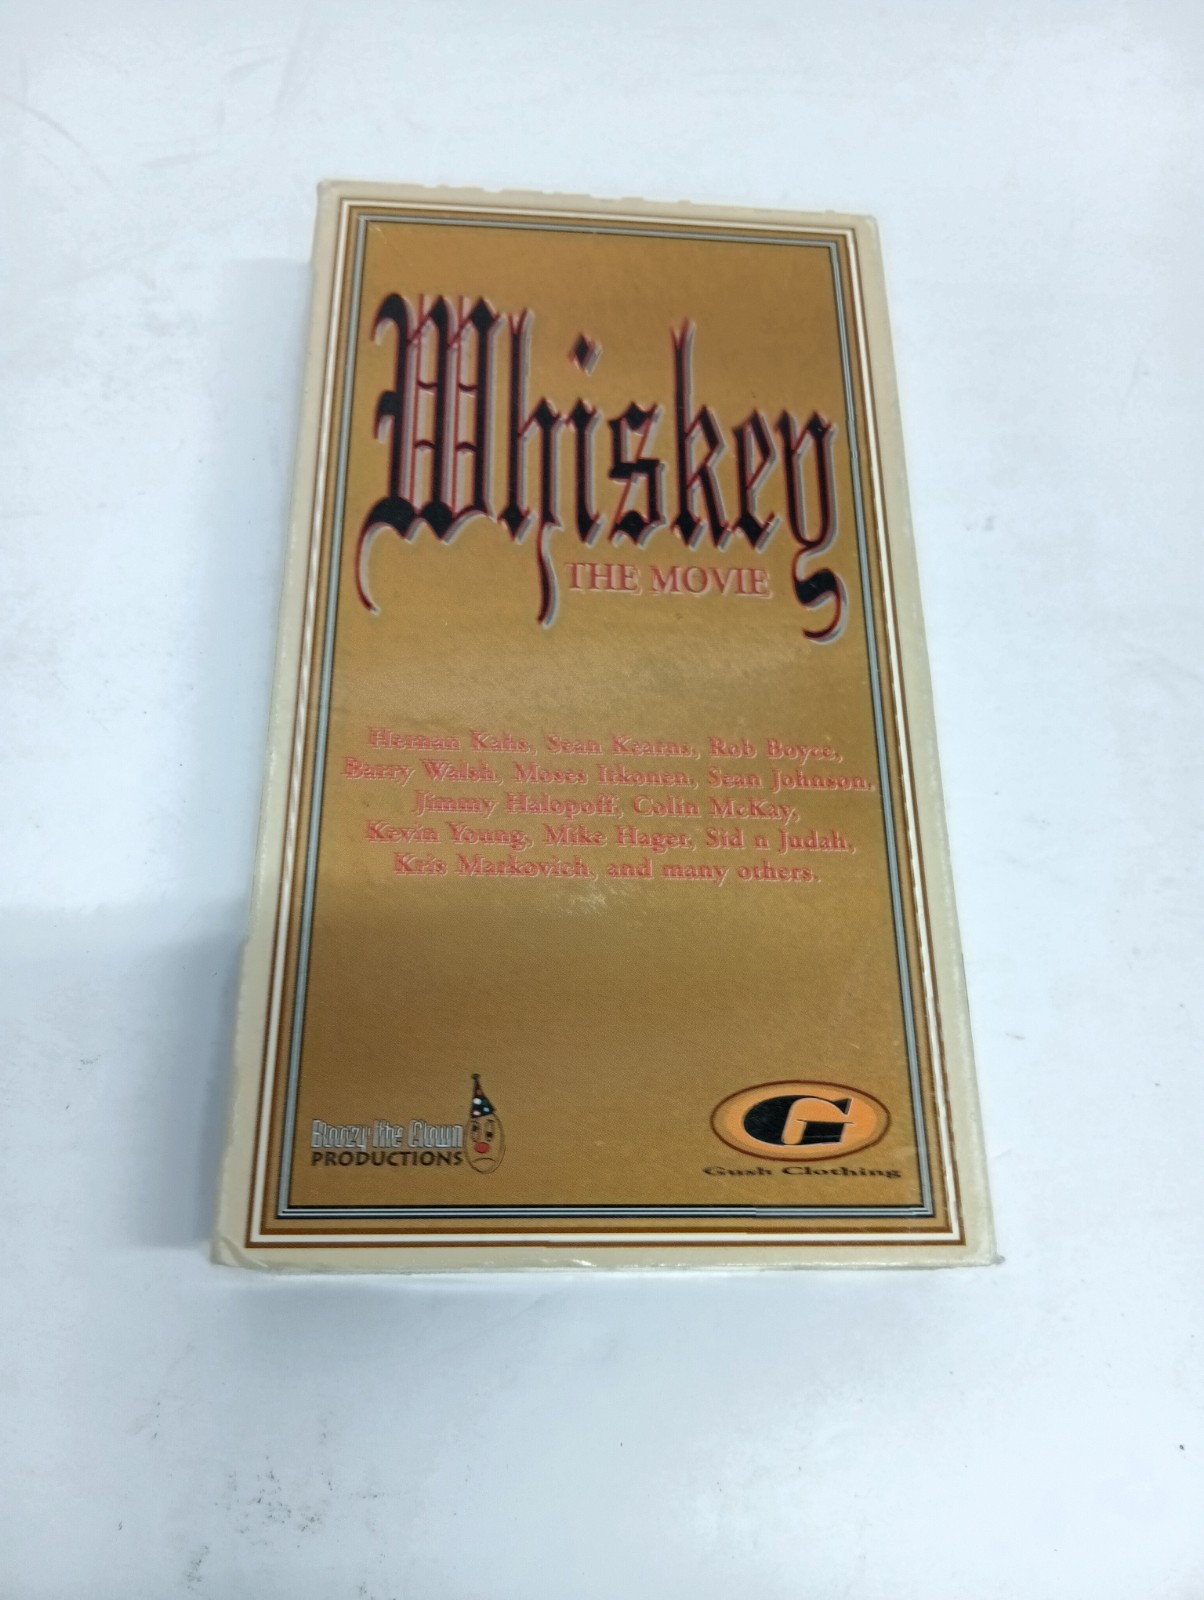 Whiskey
THE MOVIE
Hernan Kahs, Sean Kearns, Rob Boyce,
Barry Walsh, Moses Itkonen, Sean Johnson,
Jimmy Halopoff, Colin McKay,
Kevin Young, Mike Hager, Sid n Judah,
Kris Markovich, and many others.
Boozy the Clown
PRODUCTIONS
G
Gush Clothing